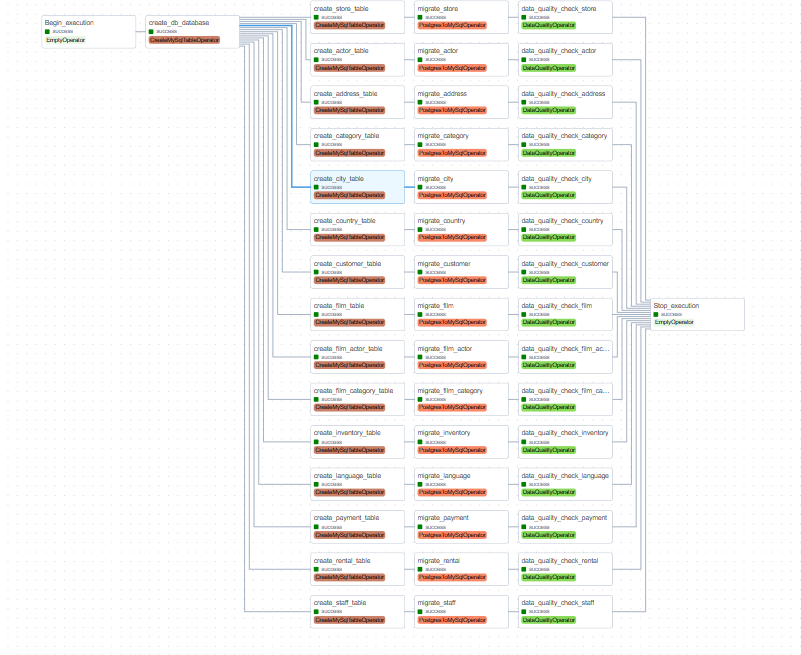 Begin_execution
success
EmptyOperator
create_db_database
success
CreateMySqlTableOperator
create_store_table
success
CreateMySqlTableOperator
migrate_store
success
PostgresToMySqlOperator
data_quality_check_store
success
DataQualityOperator
create_actor_table
success
CreateMySqlTableOperator
migrate_actor
success
PostgresToMySqlOperator
data_quality_check_actor
success
DataQualityOperator
create_address_table
success
CreateMySqlTableOperator
migrate_address
success
PostgresToMySqlOperator
data_quality_check_address
success
DataQualityOperator
create_category_table
success
CreateMySqlTableOperator
migrate_category
success
PostgresToMySqlOperator
data_quality_check_category
success
DataQualityOperator
create_city_table
success
CreateMySqlTableOperator
migrate_city
success
PostgresToMySqlOperator
data_quality_check_city
success
DataQualityOperator
create_country_table
success
CreateMySqlTableOperator
migrate_country
success
PostgresToMySqlOperator
data_quality_check_country
success
DataQualityOperator
create_customer_table
success
CreateMySqlTableOperator
migrate_customer
success
PostgresToMySqlOperator
data_quality_check_customer
success
DataQualityOperator
create_film_table
success
CreateMySqlTableOperator
migrate_film
success
PostgresToMySqlOperator
data_quality_check_film
success
DataQualityOperator
Stop_execution
success
EmptyOperator
create_film_actor_table
success
CreateMySqlTableOperator
migrate_film_actor
success
PostgresToMySqlOperator
data_quality_check_film_ac...
success
DataQualityOperator
create_film_category_table
success
CreateMySqlTableOperator
migrate_film_category
success
PostgresToMySqlOperator
data_quality_check_film_ca...
success
DataQualityOperator
create_inventory_table
success
CreateMySqlTableOperator
migrate_inventory
success
PostgresToMySqlOperator
data_quality_check_inventory
success
DataQualityOperator
create_language_table
success
CreateMySqlTableOperator
migrate_language
success
PostgresToMySqlOperator
data_quality_check_language
success
DataQualityOperator
create_payment_table
success
CreateMySqlTableOperator
migrate_payment
success
PostgresToMySqlOperator
data_quality_check_payment
success
DataQualityOperator
create_rental_table
success
CreateMySqlTableOperator
migrate_rental
success
PostgresToMySqlOperator
data_quality_check_rental
success
DataQualityOperator
create_staff_table
success
CreateMySqlTableOperator
migrate_staff
success
PostgresToMySqlOperator
data_quality_check_staff
success
DataQualityOperator